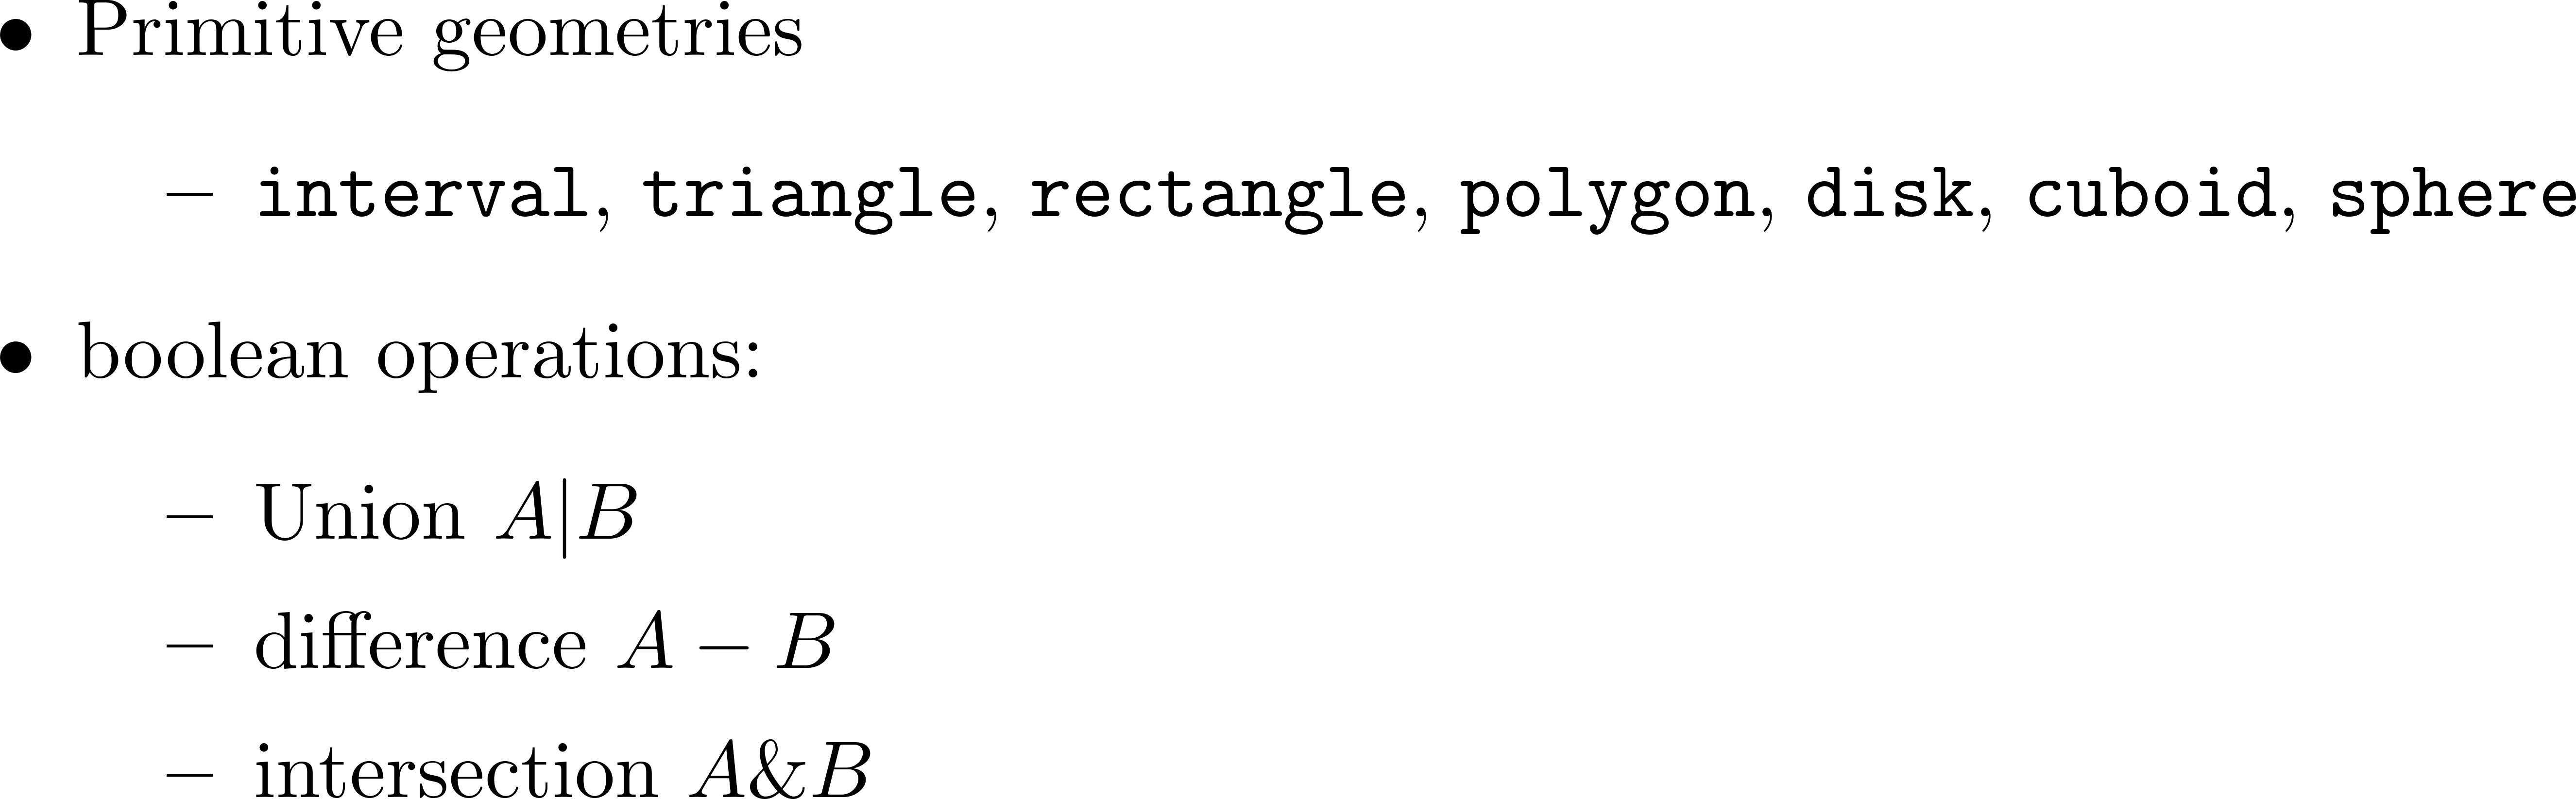 • Primitive geometries
– interval, triangle, rectangle, polygon, disk, cuboid, sphere
• boolean operations:
– Union A|B
– difference A − B
– intersection A&B